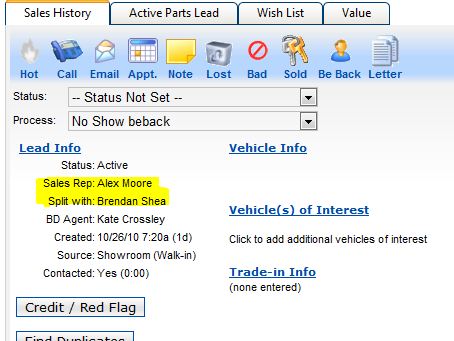 Sales History Active Parts Lead Wish List Value
Hot Call Email Appt. Note Lost Bad Sold Be Back Letter
Status: -- Status Not Set --
Process: No Show beback
Lead Info
Status: Active
Sales Rep: Alex Moore
Split with: Brendan Shea
BD Agent: Kate Crossley
Created: 10/26/10 7:20a (1d)
Source: Showroom (Walk-in)
Contacted: Yes (0:00)
Credit / Red Flag
Find Duplicates
Vehicle Info
Vehicle(s) of Interest
Click to add additional vehicles of interest
Trade-in Info
(none entered)